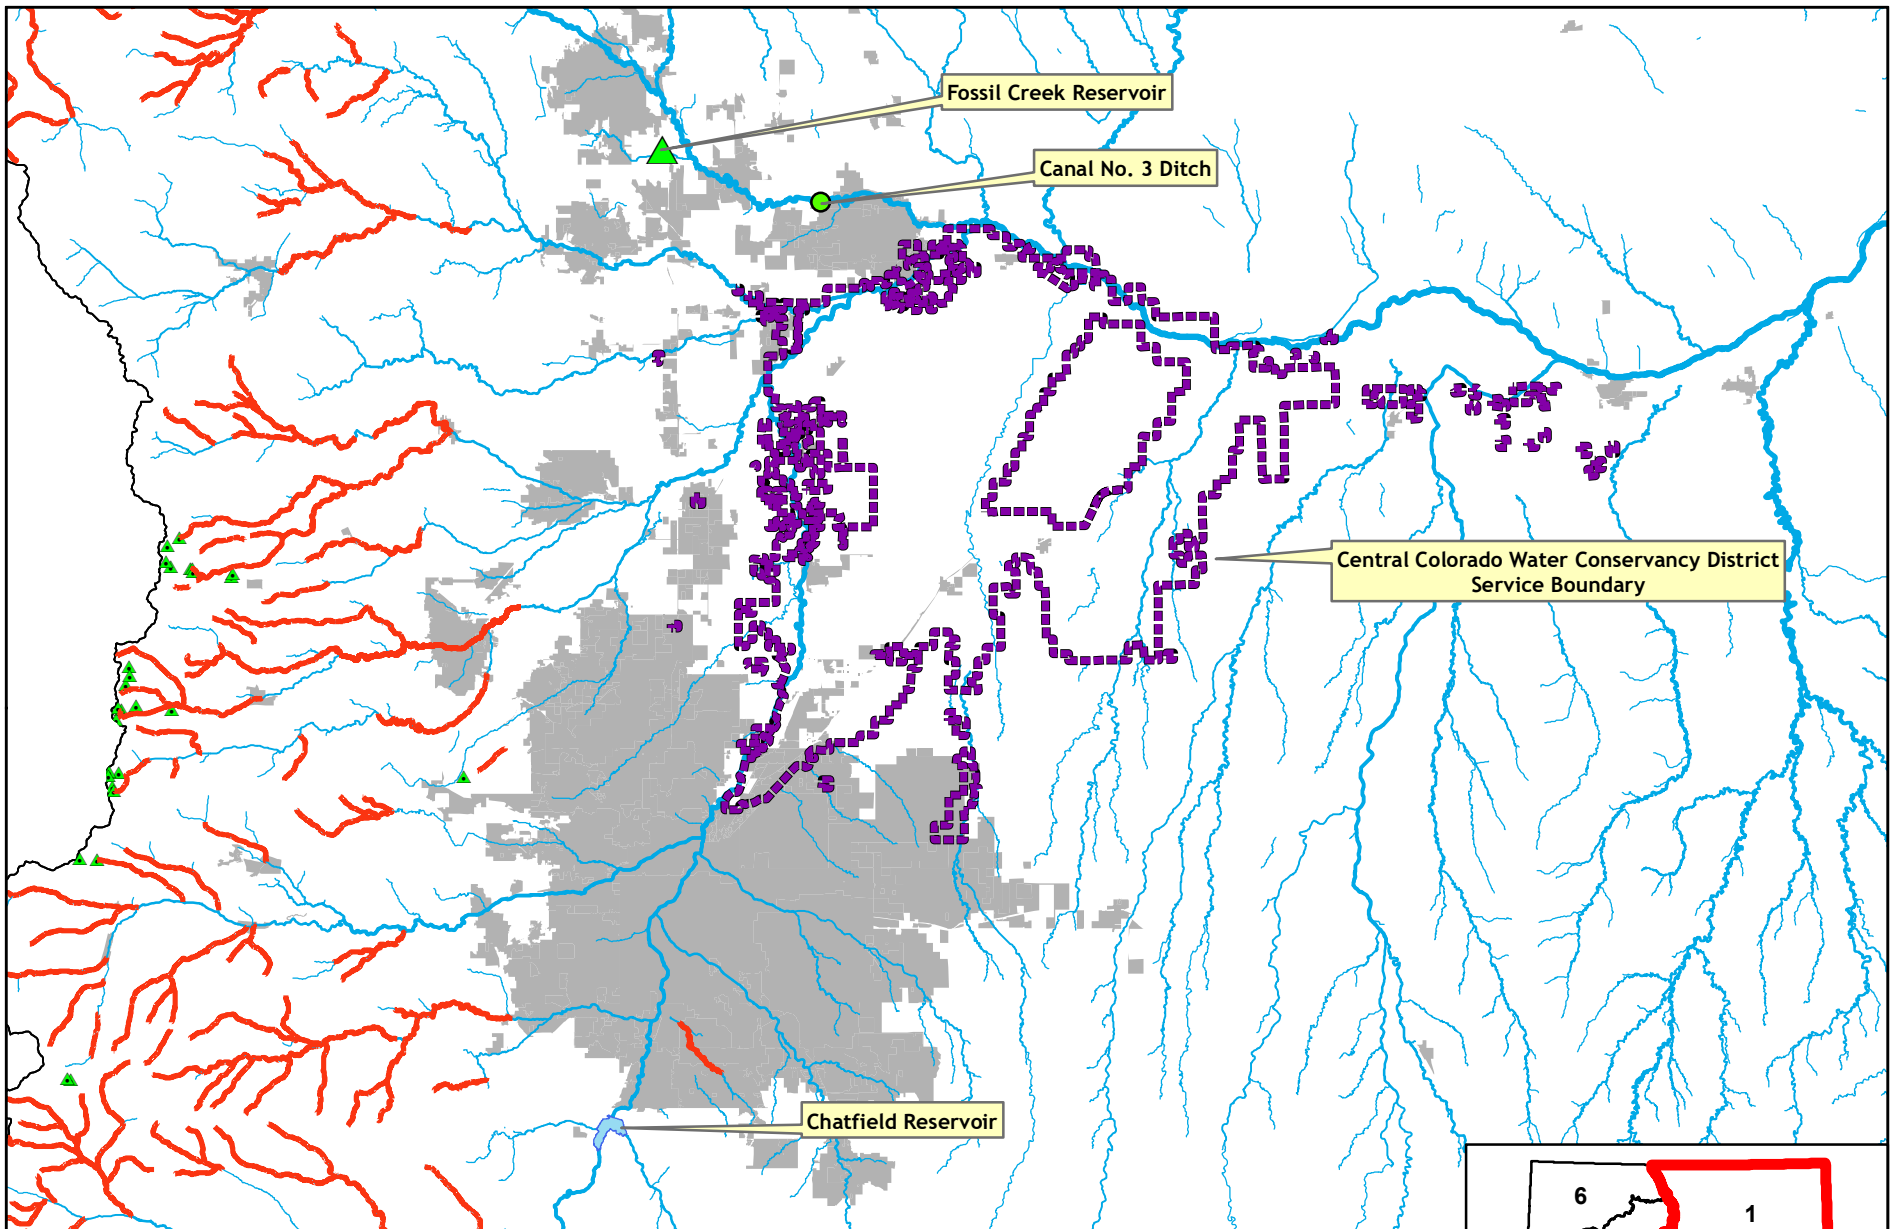 Fossil Creek Reservoir
Canal No. 3 Ditch
Central Colorado Water Conservancy District
Service Boundary
Chatfield Reservoir
6
1